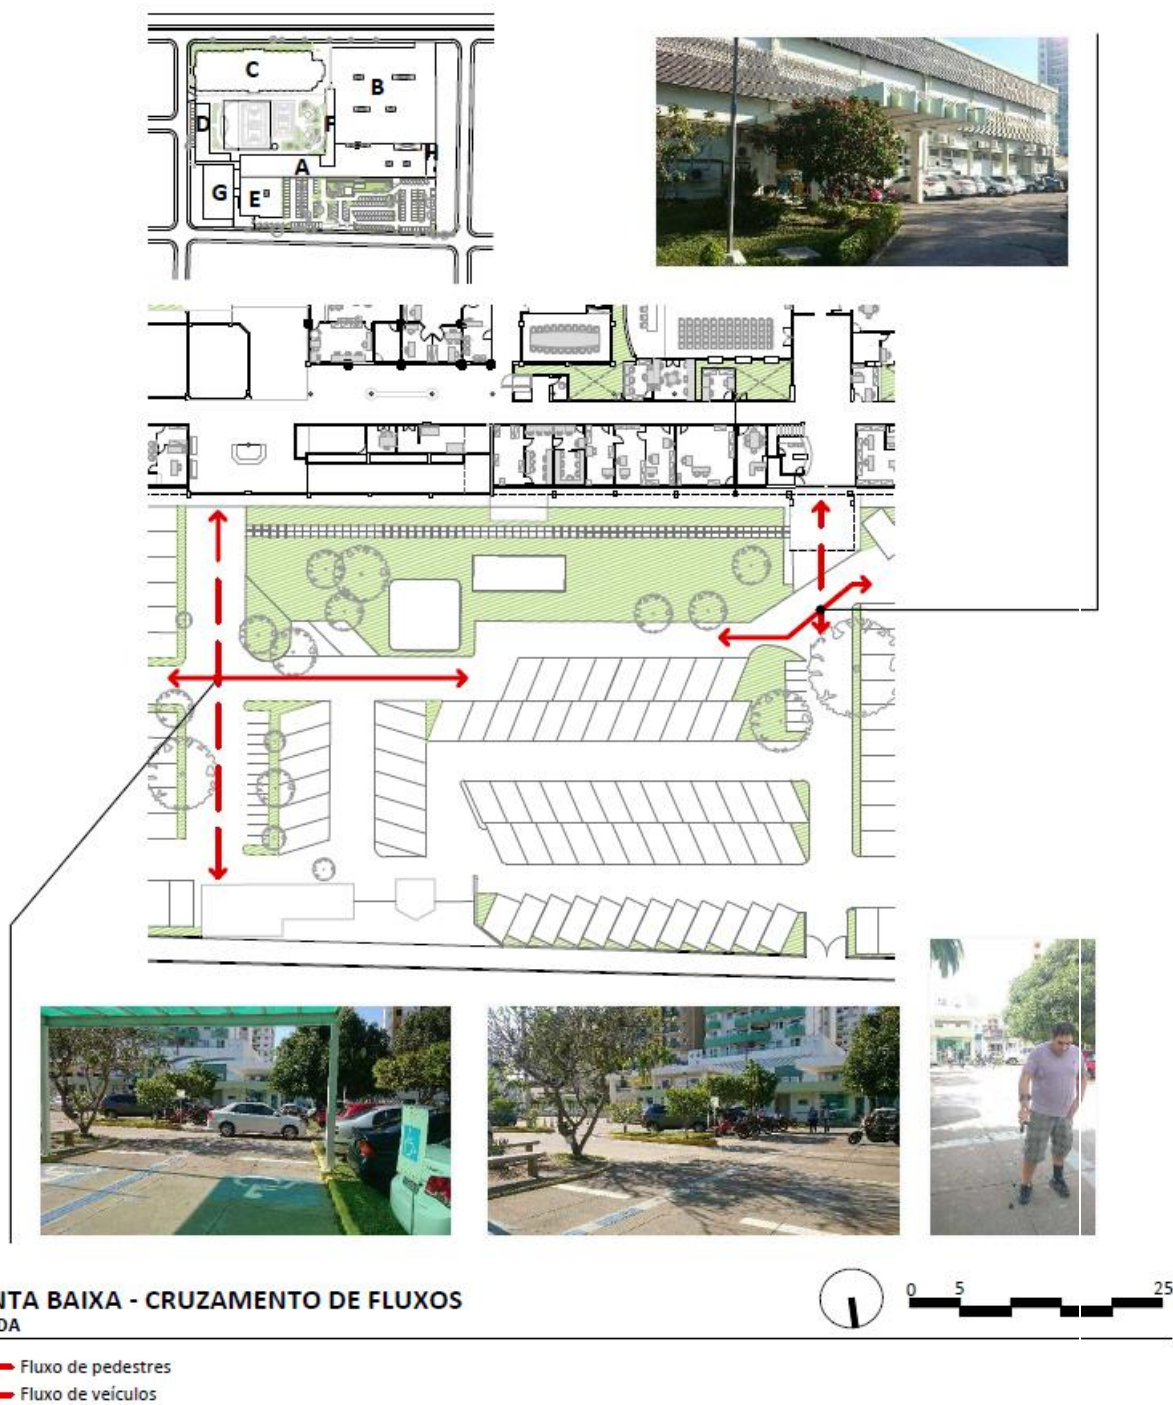 C
B
D
F
A
H
G
E
NTA BAIXA - CRUZAMENTO DE FLUXOS
DA
0 5 25
Fluxo de pedestres
Fluxo de veículos